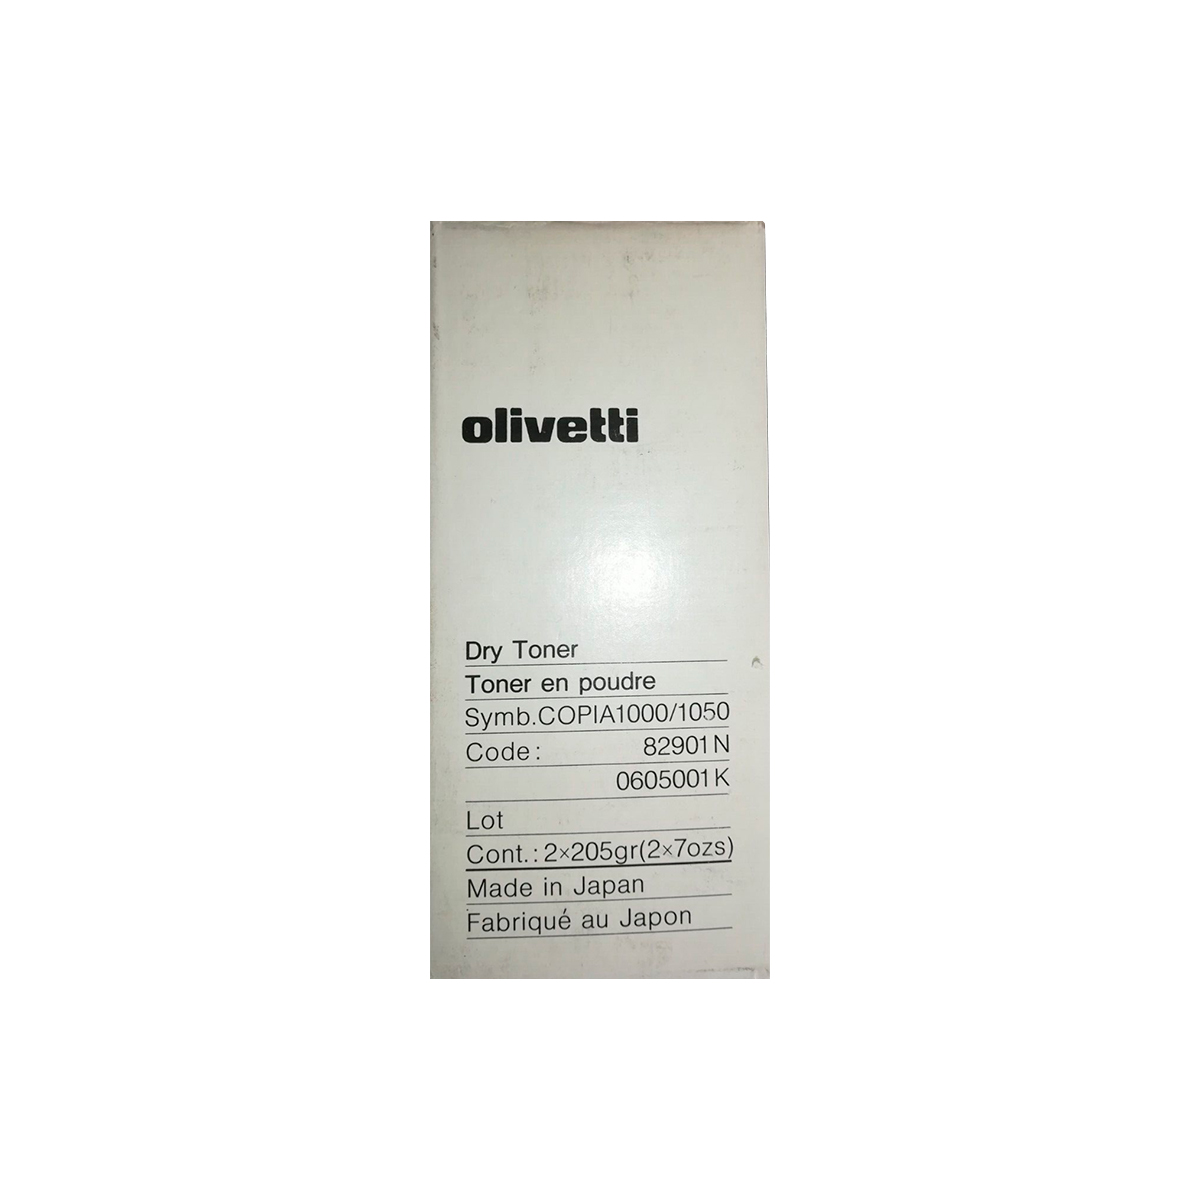 olivetti
Dry Toner
Toner en poudre
Symb.COPIA1000/1050
Code: 82901N
0605001K
Lot
Cont.: 2×205gr(2×7ozs)
Made in Japan
Fabriqué au Japon